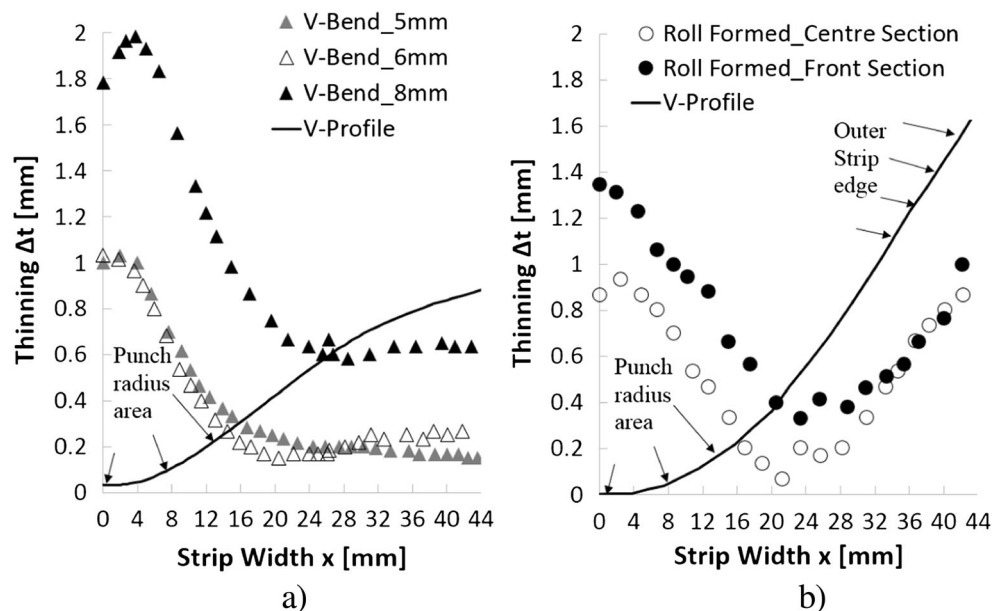 2
1.8
1.6
1.4
1.2
1
0.8
0.6
0.4
0.2
0
Thinning Δt [mm]
V-Bend_5mm
V-Bend_6mm
V-Bend_8mm
V-Profile
Punch
radius
area
0 4 8 12 16 20 24 28 32 36 40 44
Strip Width x [mm]
a)
2
1.8
1.6
1.4
1.2
1
0.8
0.6
0.4
0.2
0
Thinning Δt [mm]
Roll Formed_Centre Section
Roll Formed_Front Section
V-Profile
Outer
Strip
edge
Punch
radius
area
0 4 8 12 16 20 24 28 32 36 40 44
Strip Width x [mm]
b)